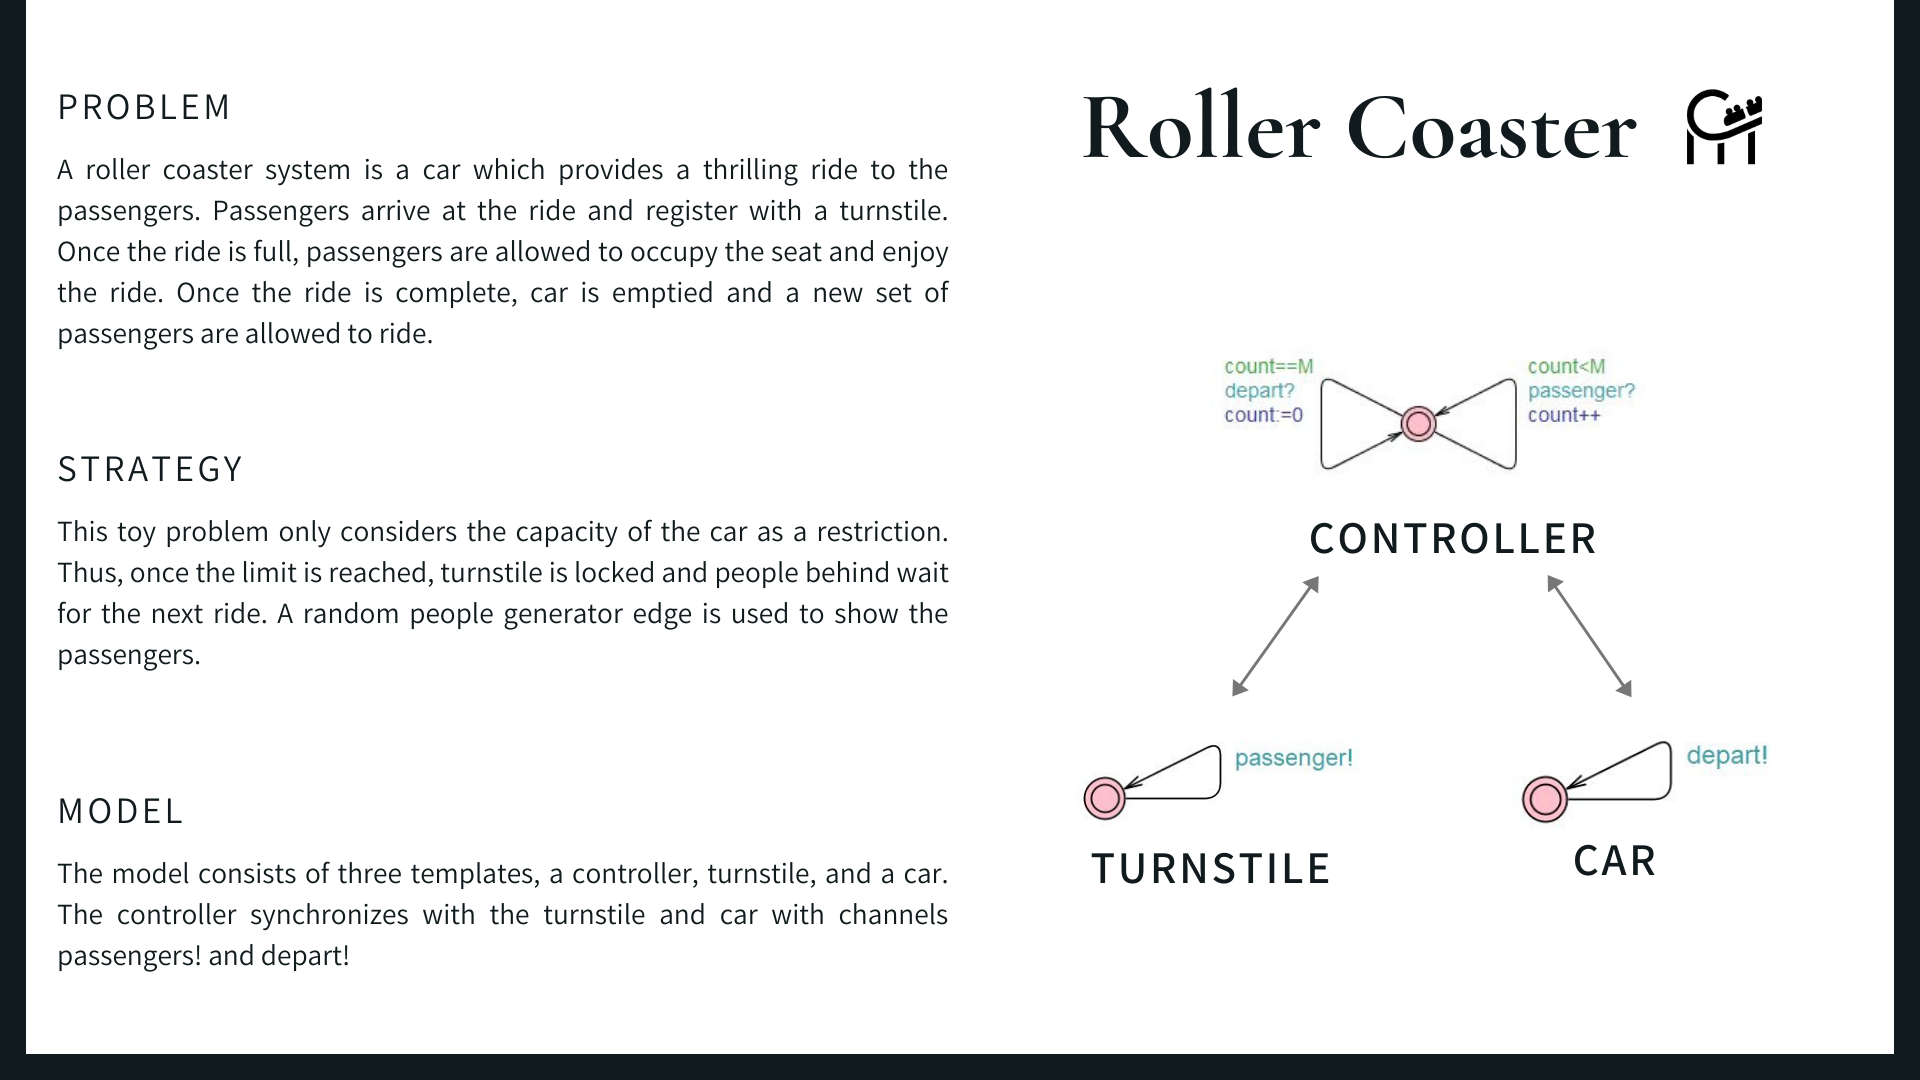 PROBLEM
A roller coaster system is a car which provides a thrilling ride to the
passengers. Passengers arrive at the ride and register with a turnstile.
Once the ride is full, passengers are allowed to occupy the seat and enjoy
the ride. Once the ride is complete, car is emptied and a new set of
passengers are allowed to ride.
STRATEGY
This toy problem only considers the capacity of the car as a restriction.
Thus, once the limit is reached, turnstile is locked and people behind wait
for the next ride. A random people generator edge is used to show the
passengers.
MODEL
The model consists of three templates, a controller, turnstile, and a car.
The controller synchronizes with the turnstile and car with channels
passengers! and depart!
Roller Coaster
count==M
depart?
count:=0
count<M
passenger?
count++
CONTROLLER
passenger!
TURNSTILE
depart!
CAR